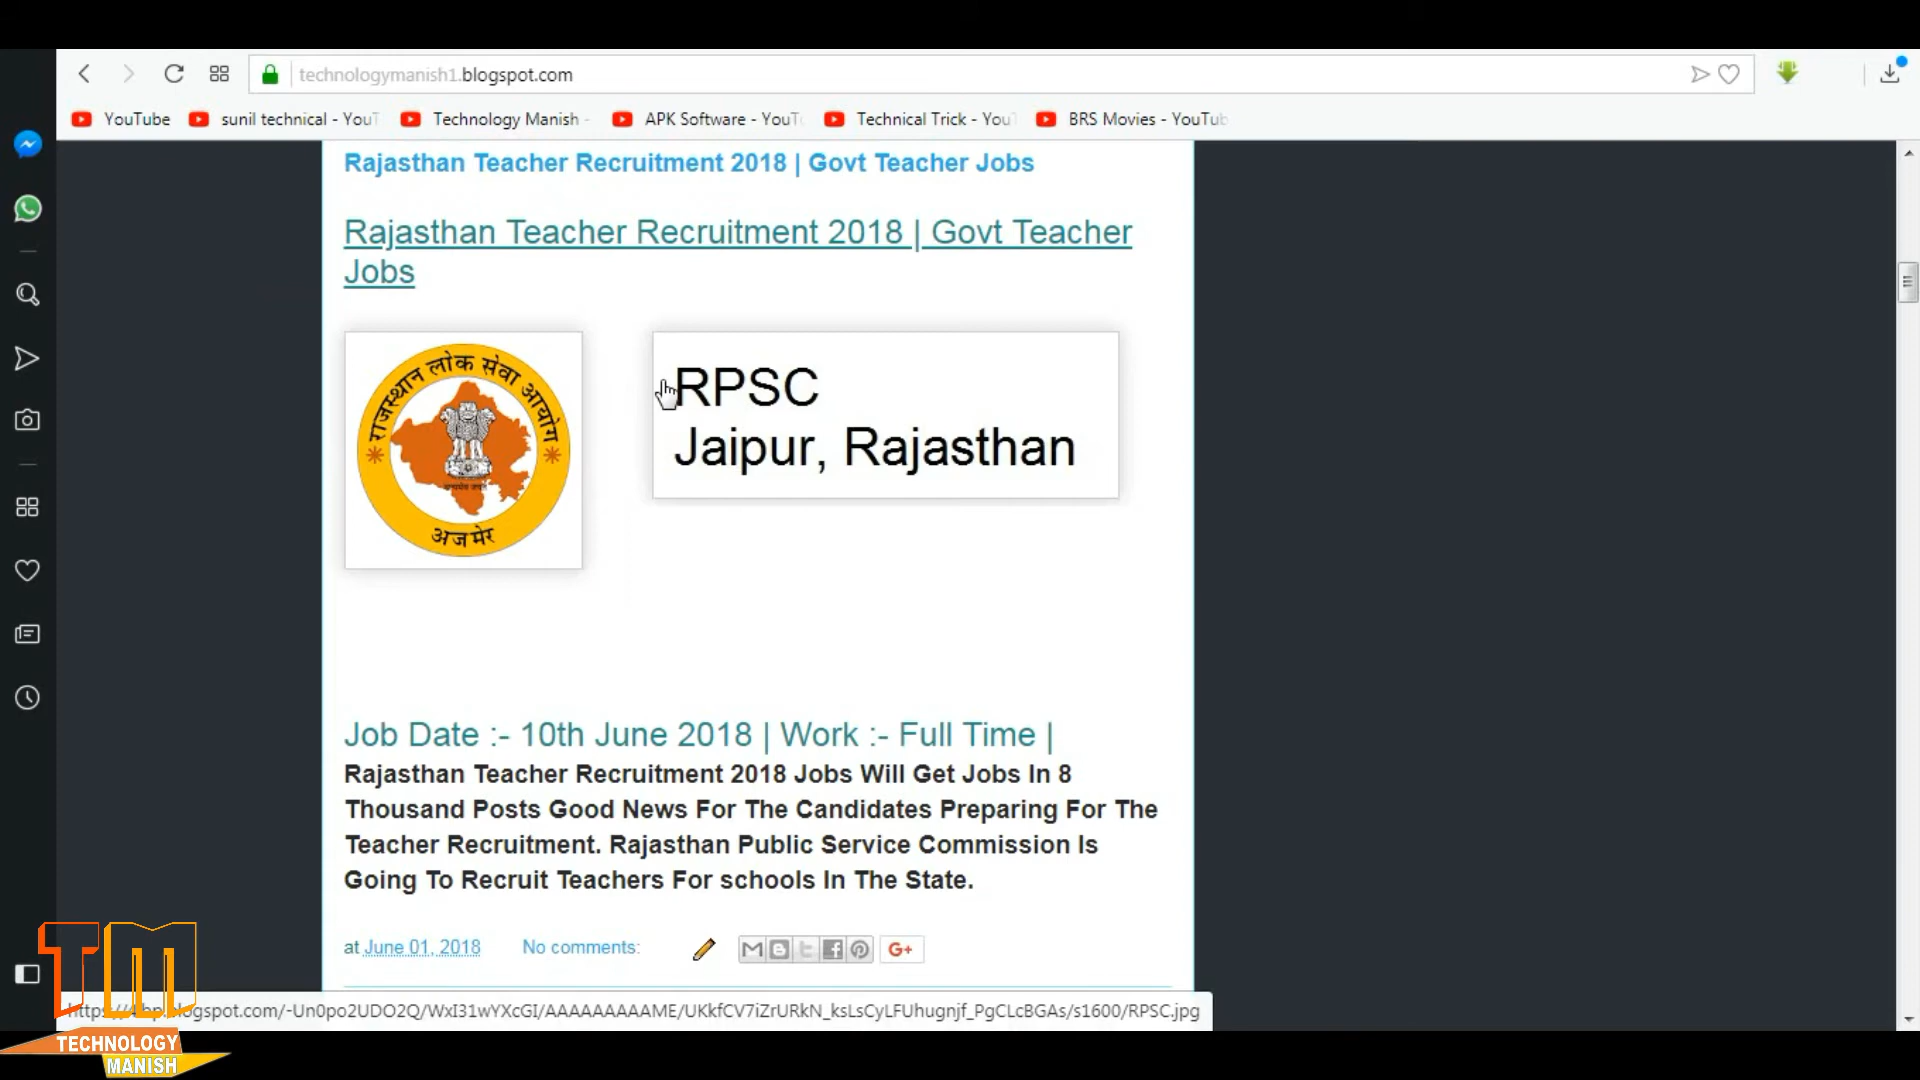 technologymanish1.blogspot.com
YouTube
sunil technical - YouT
Technology Manish -
APK Software - YouT
Technical Trick - You
BRS Movies - YouTub
Rajasthan Teacher Recruitment 2018 | Govt Teacher Jobs
Rajasthan Teacher Recruitment 2018 | Govt Teacher
Jobs
राजस्थान लोक सेवा आयोग
अजमेर
RPSC
Jaipur, Rajasthan
Job Date :- 10th June 2018 | Work :- Full Time |
Rajasthan Teacher Recruitment 2018 Jobs Will Get Jobs In 8
Thousand Posts Good News For The Candidates Preparing For The
Teacher Recruitment. Rajasthan Public Service Commission Is
Going To Recruit Teachers For schools In The State.
at June 01, 2018 No comments:
G+
https://4.bp.blogspot.com/-Un0po2UDO2Q/WxI31wYXcGI/AAAAAAAAAME/UKkfCV7iZrURkN_ksLsCyLFUhugnjf_PgCLcBGAs/s1600/RPSC.jpg
TM
TECHNOLOGY
MANISH